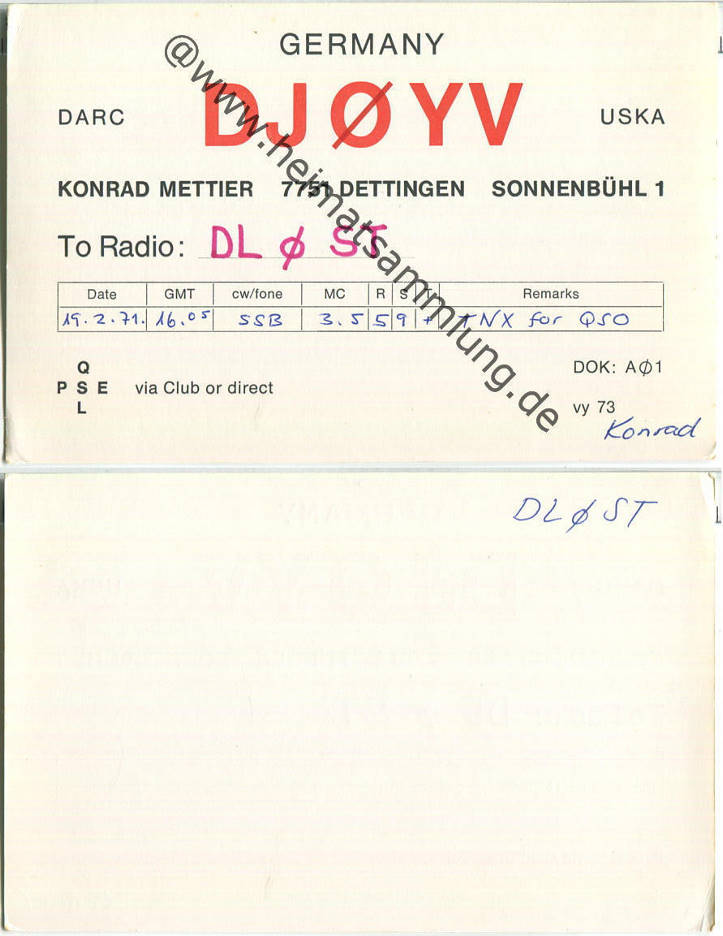 GERMANY
DARC DJØYV USKA
KONRAD METTIER 7751 DETTINGEN SONNENBÜHL 1
To Radio: DL Ø ST
Date GMT cw/fone MC R S T Remarks
19.2.71. 16.05 SSB 3.5 5 9 + TNX for QSO
Q
P S E via Club or direct DOK: AØ1
L vy 73
Konrad
@www.heimatsammlung.de
DLØST